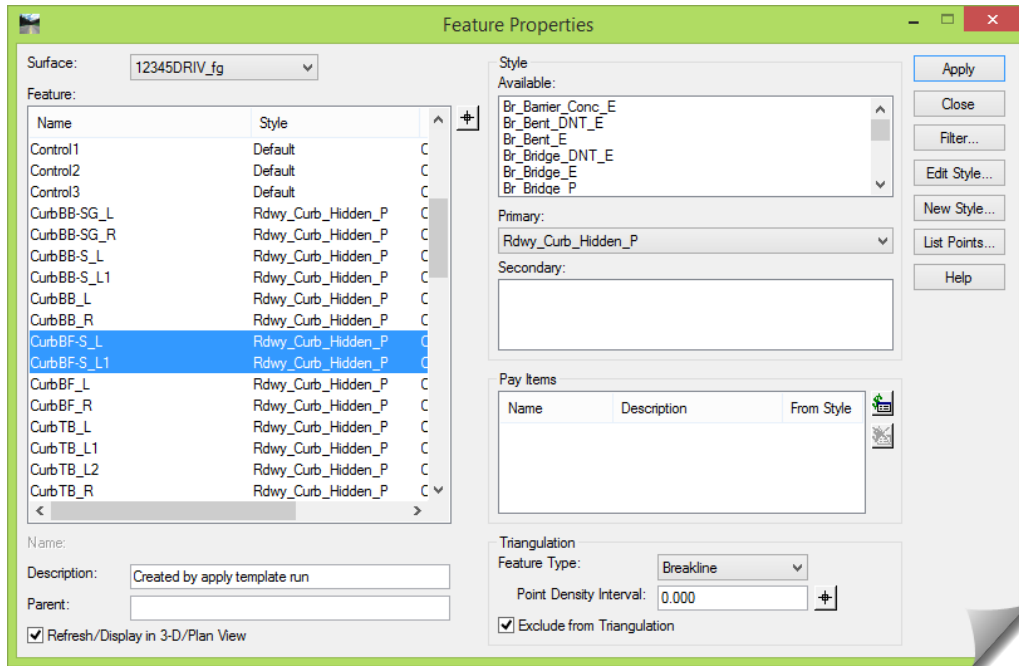 Feature Properties
Surface: 12345DRIV_fg
Feature:
Name Style
Control1 Default C
Control2 Default C
Control3 Default C
CurbBB-SG_L Rdwy_Curb_Hidden_P C
CurbBB-SG_R Rdwy_Curb_Hidden_P C
CurbBB-S_L Rdwy_Curb_Hidden_P C
CurbBB-S_L1 Rdwy_Curb_Hidden_P C
CurbBB_L Rdwy_Curb_Hidden_P C
CurbBB_R Rdwy_Curb_Hidden_P C
CurbBF-S_L Rdwy_Curb_Hidden_P C
CurbBF-S_L1 Rdwy_Curb_Hidden_P C
CurbBF_L Rdwy_Curb_Hidden_P C
CurbBF_R Rdwy_Curb_Hidden_P C
CurbTB_L Rdwy_Curb_Hidden_P C
CurbTB_L1 Rdwy_Curb_Hidden_P C
CurbTB_L2 Rdwy_Curb_Hidden_P C
CurbTB_R Rdwy_Curb_Hidden_P C
Name:
Description: Created by apply template run
Parent:
Refresh/Display in 3-D/Plan View
Style
Available:
Br_Barrier_Conc_E
Br_Bent_DNT_E
Br_Bent_E
Br_Bridge_DNT_E
Br_Bridge_E
Br_Bridge_P
Primary:
Rdwy_Curb_Hidden_P
Secondary:
Pay Items
Name Description From Style
Triangulation
Feature Type: Breakline
Point Density Interval: 0.000
Exclude from Triangulation
Apply
Close
Filter...
Edit Style...
New Style...
List Points...
Help